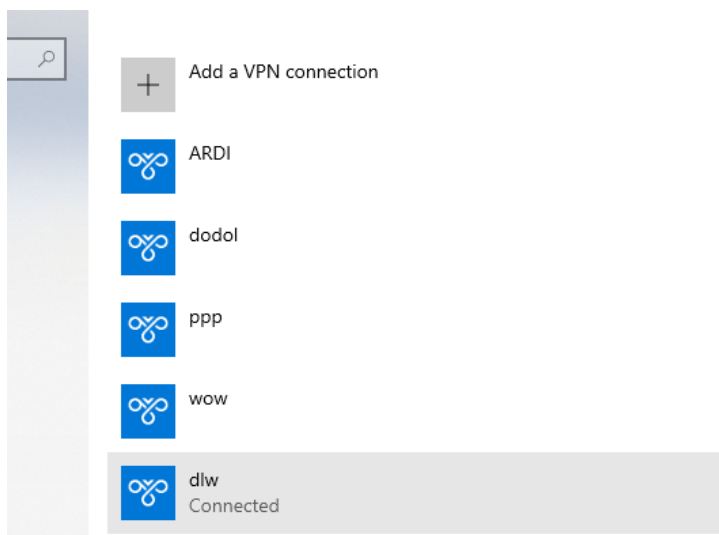 Add a VPN connection
ARDI
dodol
ppp
wow
dlw
Connected